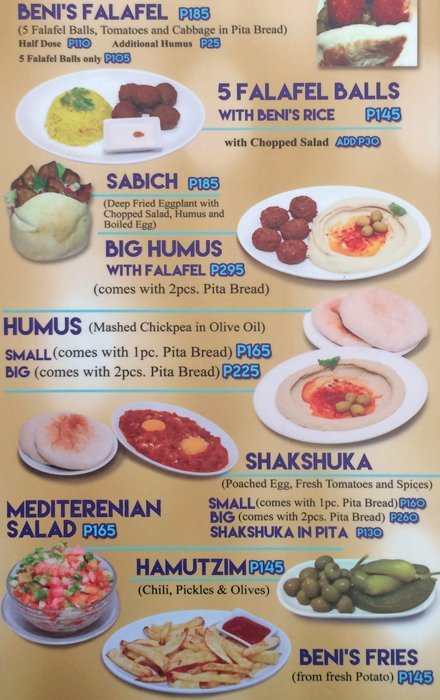 BENI'S FALAFEL P185
(5 Falafel Balls, Tomatoes and Cabbage in Pita Bread)
Half Dose P110 Additional Humus P25
5 Falafel Balls only P105
5 FALAFEL BALLS
WITH BENI'S RICE P145
with Chopped Salad ADD P30
SABICH P185
(Deep Fried Eggplant with
Chopped Salad, Humus and
Boiled Egg)
BIG HUMUS
WITH FALAFEL P295
(comes with 2pcs. Pita Bread)
HUMUS (Mashed Chickpea in Olive Oil)
SMALL (comes with 1pc. Pita Bread) P165
BIG (comes with 2pcs. Pita Bread) P225
SHAKSHUKA
(Poached Egg, Fresh Tomatoes and Spices)
SMALL (comes with 1pc. Pita Bread) P160
BIG (comes with 2pc. Pita Bread) P260
SHAKSHUKA IN PITA P130
MEDITERENIAN
SALAD P165
HAMUTZIM P145
(Chili, Pickles & Olives)
BENI'S FRIES
(from fresh Potato) P145